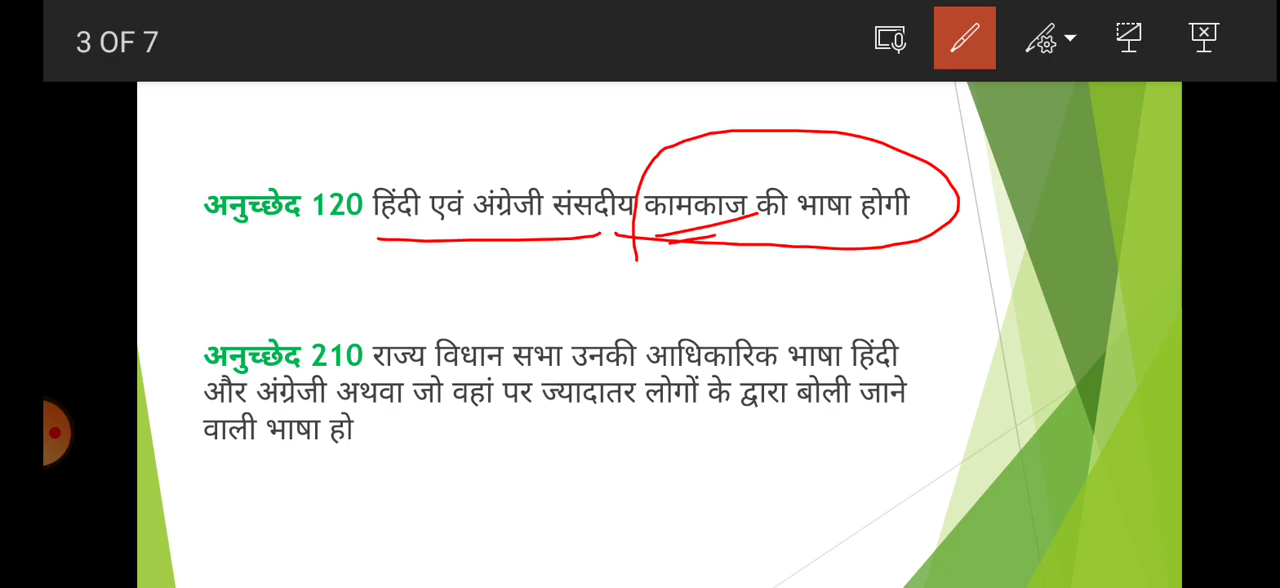 3 OF 7
अनुच्छेद 120 हिंदी एवं अंग्रेजी संसदीय कामकाज की भाषा होगी
अनुच्छेद 210 राज्य विधान सभा उनकी आधिकारिक भाषा हिंदी
और अंग्रेजी अथवा जो वहां पर ज्यादातर लोगों के द्वारा बोली जाने
वाली भाषा हो